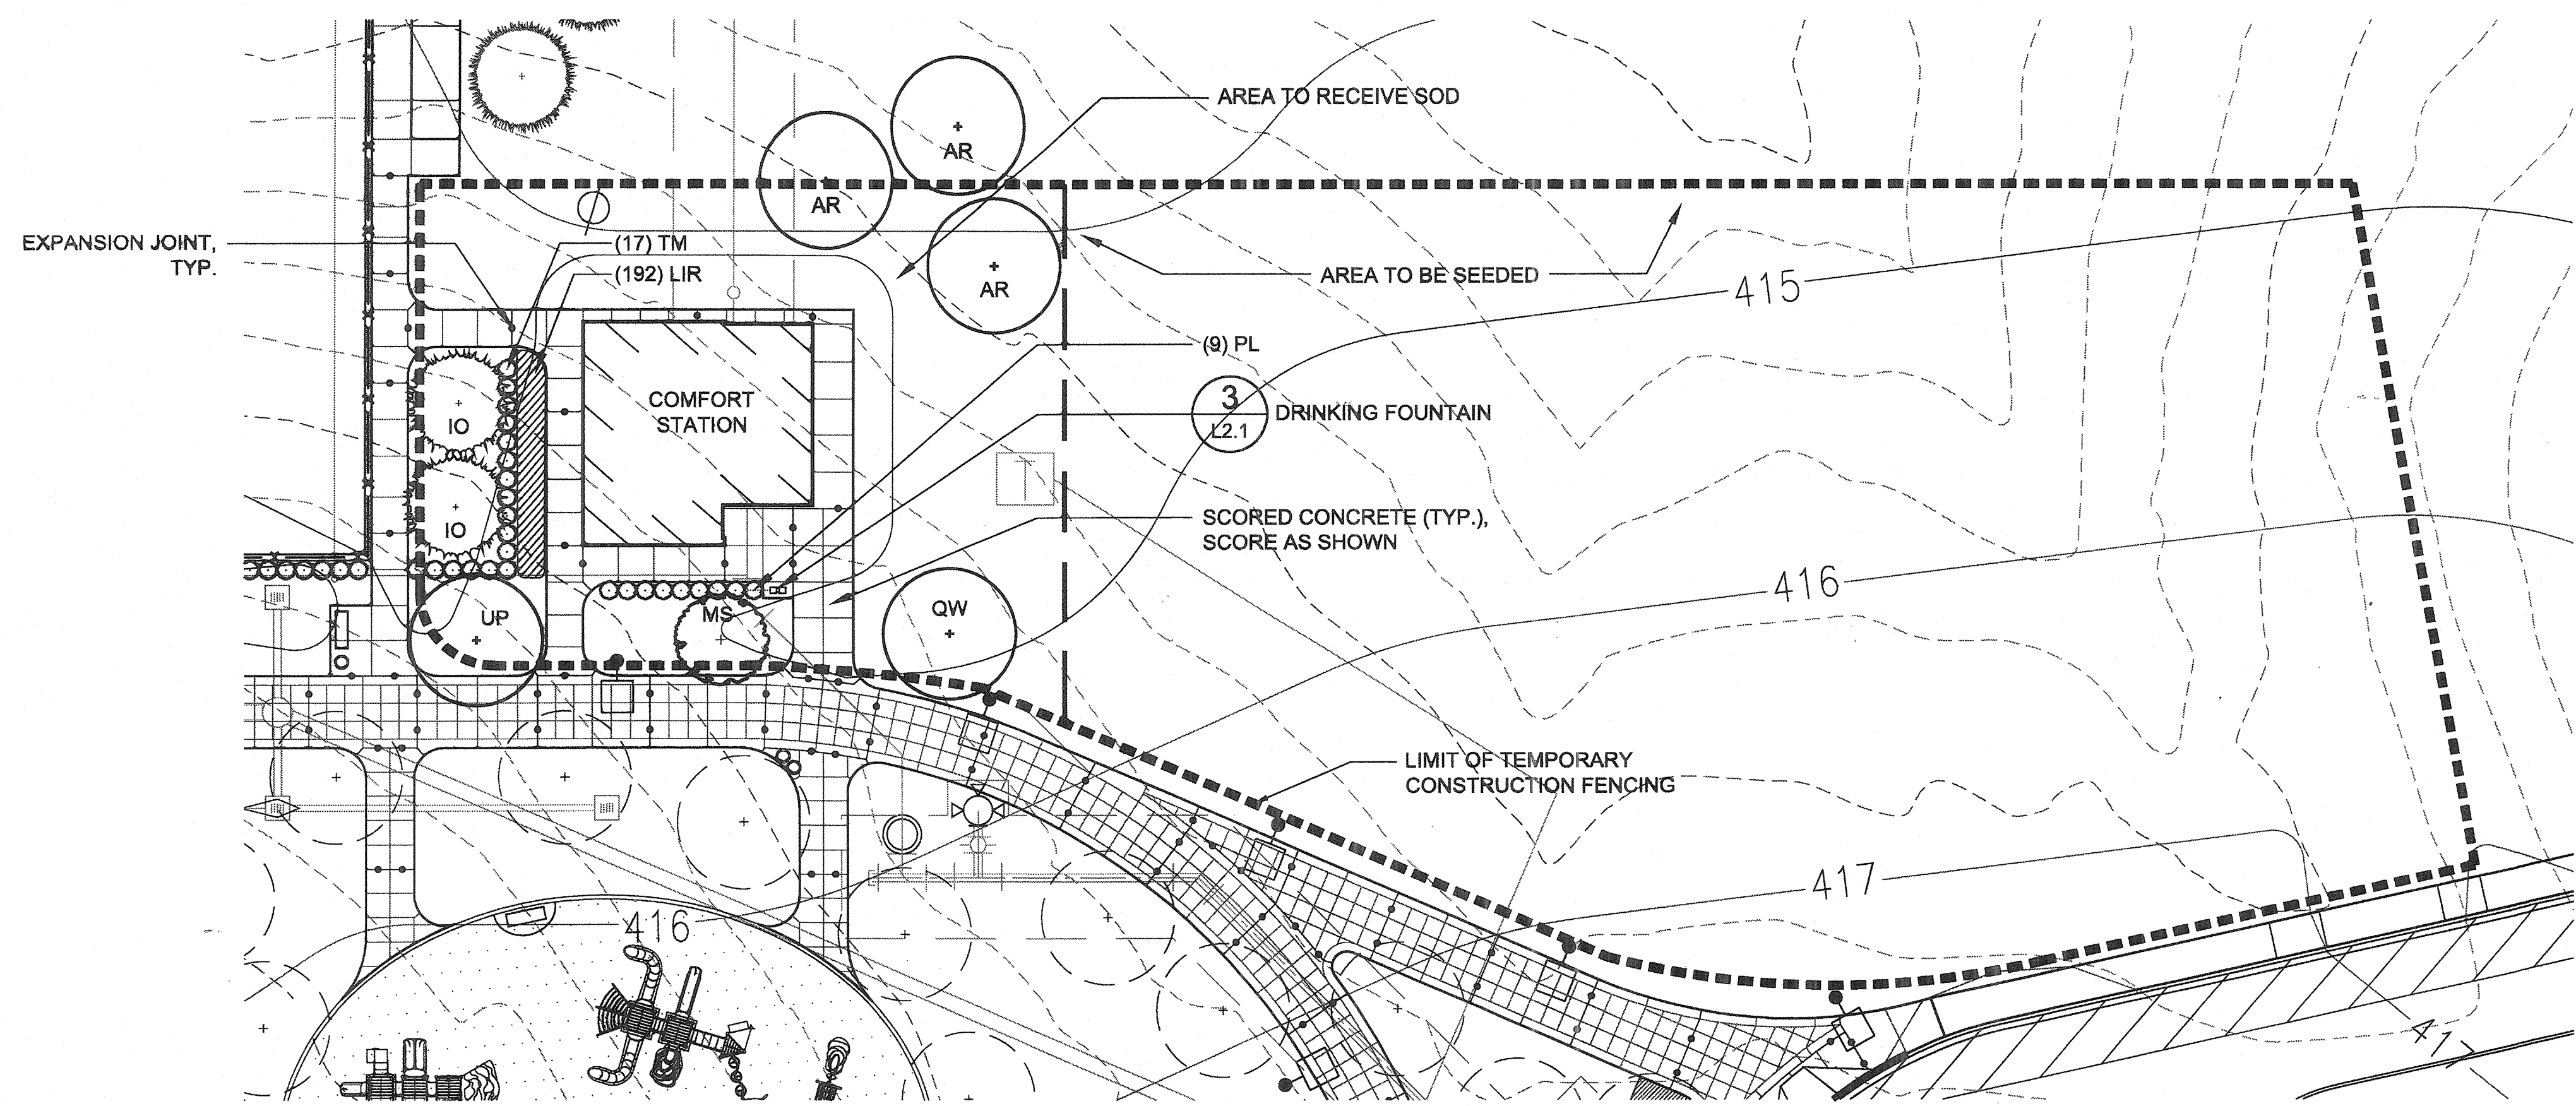 AREA TO RECEIVE SOD
AR
AR
EXPANSION JOINT,
TYP.
(17) TM
(192) LIR
AR
AREA TO BE SEEDED
415
(9) PL
COMFORT
STATION
IO
3
L2.1
DRINKING FOUNTAIN
IO
SCORED CONCRETE (TYP.),
SCORE AS SHOWN
416
UP
MS
QW
LIMIT OF TEMPORARY
CONSTRUCTION FENCING
417
416